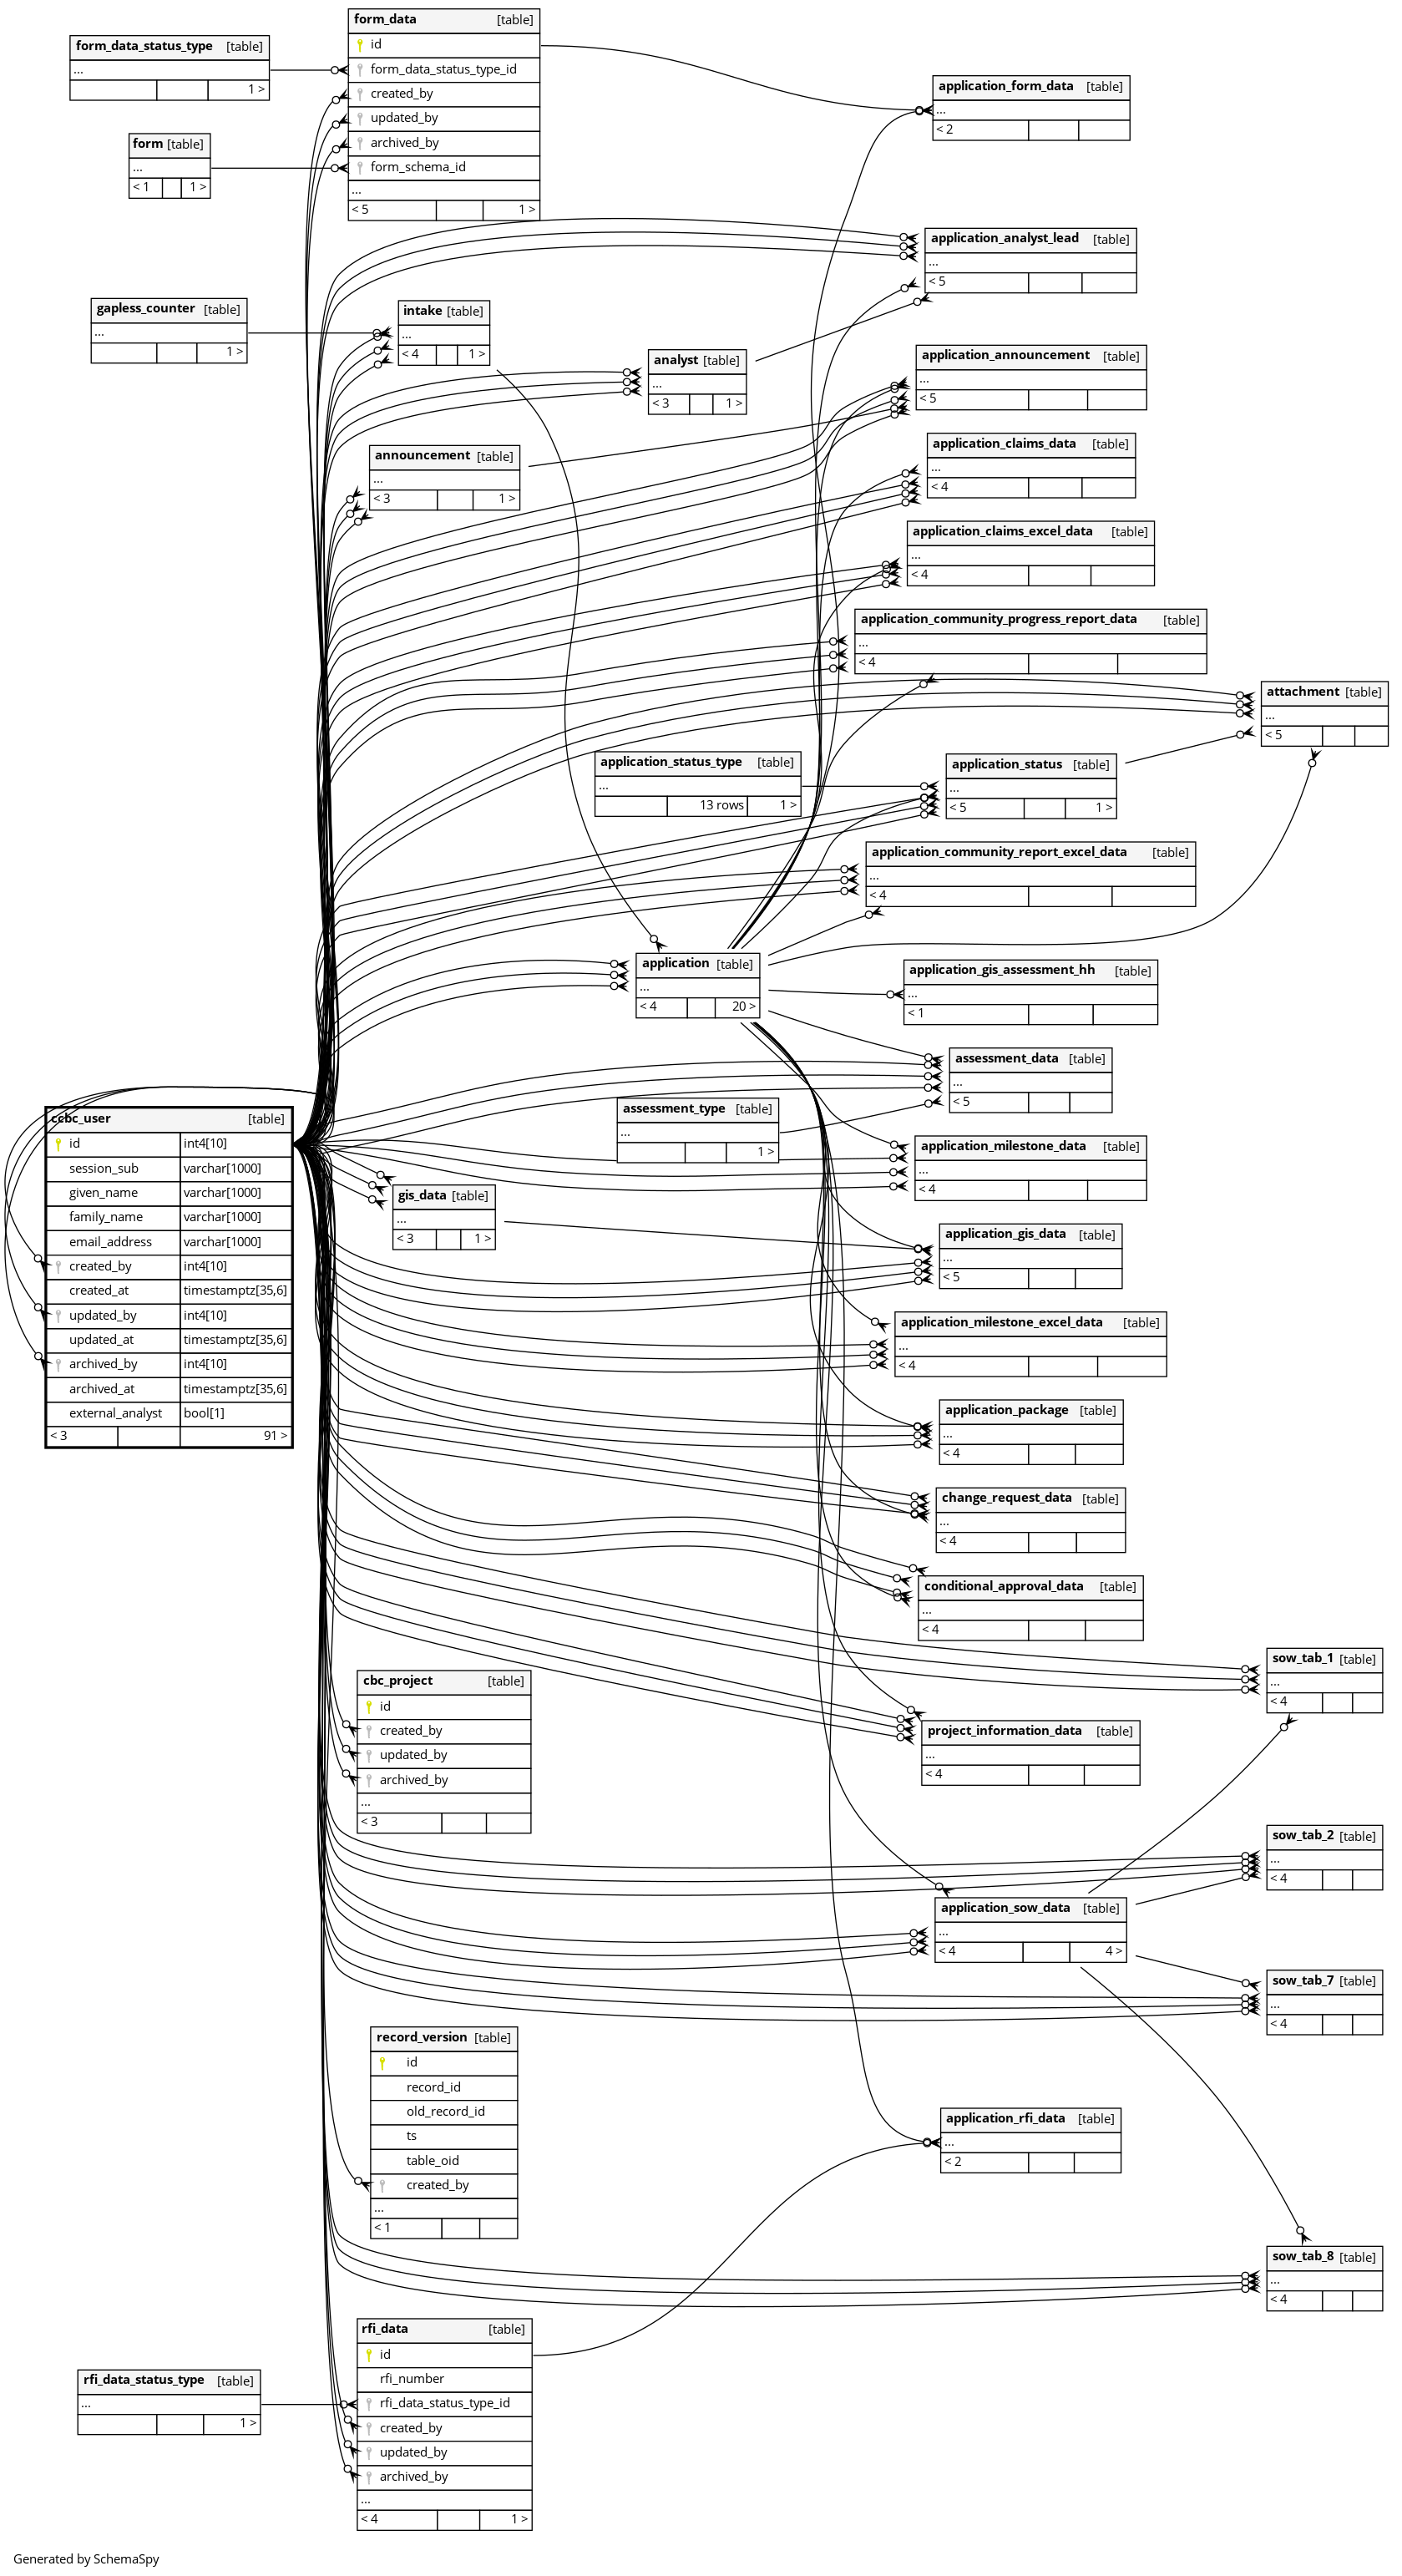 form_data_status_type [table]
...
1 >
form [table]
...
< 1 1 >
form_data [table]
id
form_data_status_type_id
created_by
updated_by
archived_by
form_schema_id
...
< 5 1 >
application_form_data [table]
...
< 2
application_analyst_lead [table]
...
< 5
gapless_counter [table]
...
1 >
intake [table]
...
< 4 1 >
analyst [table]
...
< 3 1 >
application_announcement [table]
...
< 5
announcement [table]
...
< 3 1 >
application_claims_data [table]
...
< 4
application_claims_excel_data [table]
...
< 4
application_community_progress_report_data [table]
...
< 4
attachment [table]
...
< 5
application_status_type [table]
...
13 rows 1 >
application_status [table]
...
< 5 1 >
application_community_report_excel_data [table]
...
< 4
application [table]
...
< 4 20 >
application_gis_assessment_hh [table]
...
< 1
assessment_data [table]
...
< 5
assessment_type [table]
...
1 >
ccbc_user [table]
id int4[10]
session_sub varchar[1000]
given_name varchar[1000]
family_name varchar[1000]
email_address varchar[1000]
created_by int4[10]
created_at timestamptz[35,6]
updated_by int4[10]
updated_at timestamptz[35,6]
archived_by int4[10]
archived_at timestamptz[35,6]
external_analyst bool[1]
< 3 91 >
application_milestone_data [table]
...
< 4
gis_data [table]
...
< 3 1 >
application_gis_data [table]
...
< 5
application_milestone_excel_data [table]
...
< 4
application_package [table]
...
< 4
change_request_data [table]
...
< 4
conditional_approval_data [table]
...
< 4
sow_tab_1 [table]
...
< 4
cbc_project [table]
id
created_by
updated_by
archived_by
...
< 3
project_information_data [table]
...
< 4
sow_tab_2 [table]
...
< 4
application_sow_data [table]
...
< 4 4 >
sow_tab_7 [table]
...
< 4
record_version [table]
id
record_id
old_record_id
ts
table_oid
created_by
...
< 1
application_rfi_data [table]
...
< 2
sow_tab_8 [table]
...
< 4
rfi_data [table]
id
rfi_number
rfi_data_status_type_id
created_by
updated_by
archived_by
...
< 4 1 >
rfi_data_status_type [table]
...
1 >
Generated by SchemaSpy